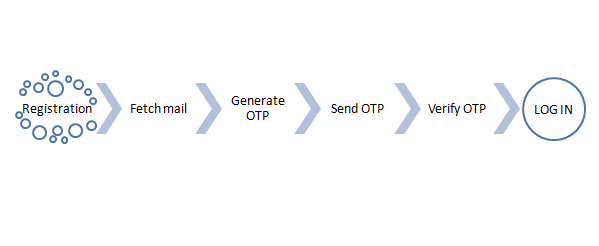 Registration
Fetch mail
Generate
OTP
Send OTP
Verify OTP
LOG IN